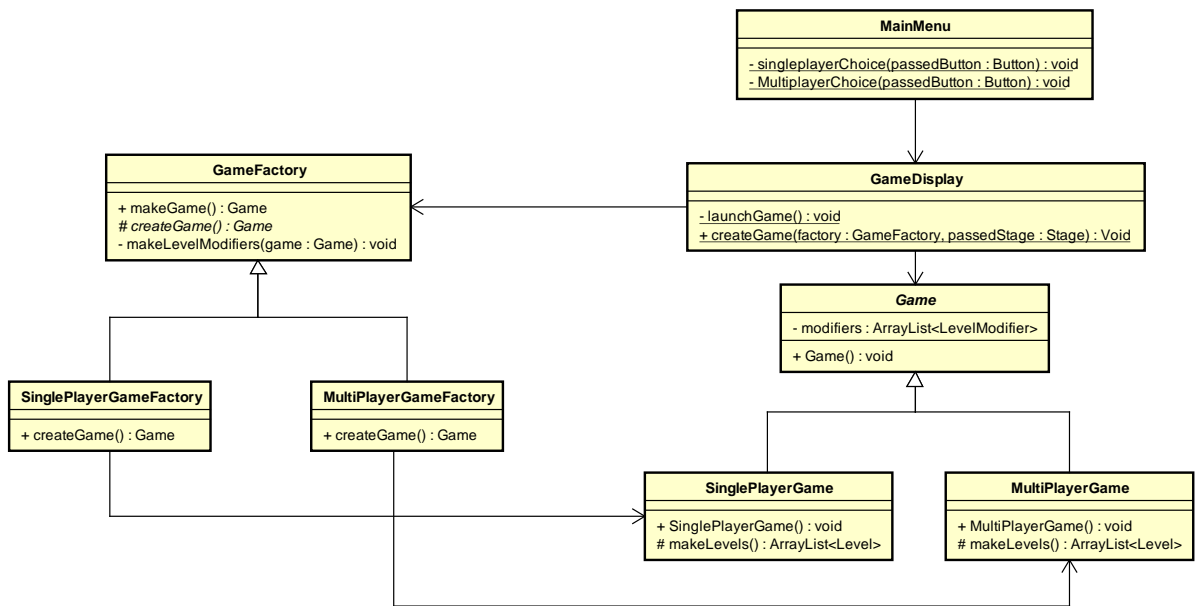 MainMenu
- singleplayerChoice(passedButton : Button) : void
- MultiplayerChoice(passedButton : Button) : void
GameFactory
+ makeGame() : Game
# createGame() : Game
- makeLevelModifiers(game : Game) : void
GameDisplay
- launchGame() : void
+ createGame(factory : GameFactory, passedStage : Stage) : Void
Game
- modifiers : ArrayList<LevelModifier>
+ Game() : void
SinglePlayerGameFactory
+ createGame() : Game
MultiPlayerGameFactory
+ createGame() : Game
SinglePlayerGame
+ SinglePlayerGame() : void
# makeLevels() : ArrayList<Level>
MultiPlayerGame
+ MultiPlayerGame() : void
# makeLevels() : ArrayList<Level>